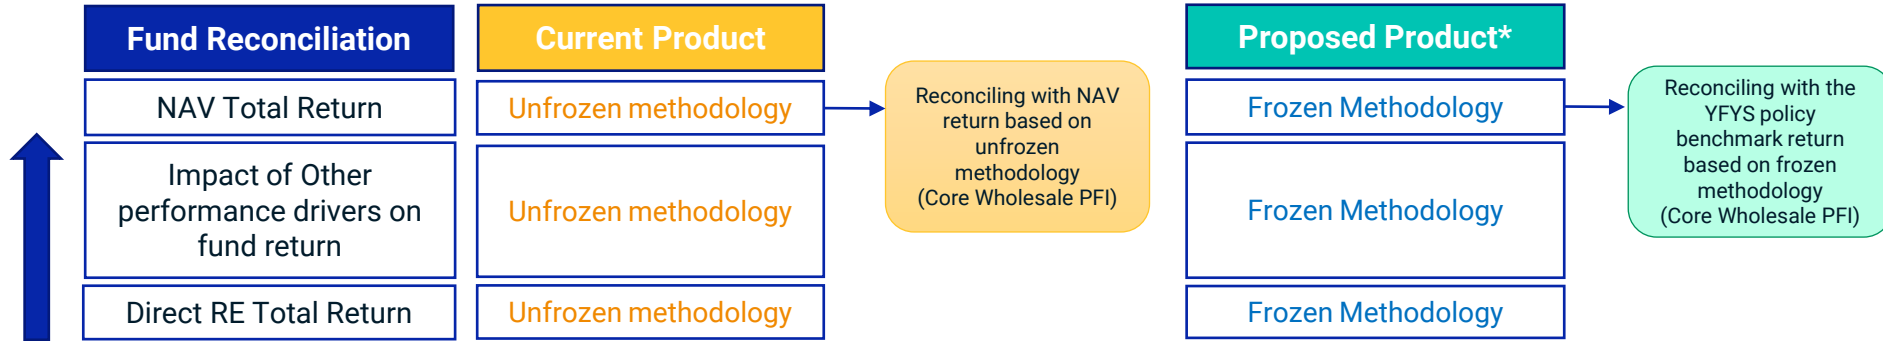 Fund Reconciliation
Current Product
Proposed Product*
NAV Total Return
Unfrozen methodology
Reconciling with NAV
return based on
unfrozen
methodology
(Core Wholesale PFI)
Frozen Methodology
Reconciling with the
YFYS policy
benchmark return
based on frozen
methodology
(Core Wholesale PFI)
Impact of Other
performance drivers on
fund return
Unfrozen methodology
Frozen Methodology
Direct RE Total Return
Unfrozen methodology
Frozen Methodology